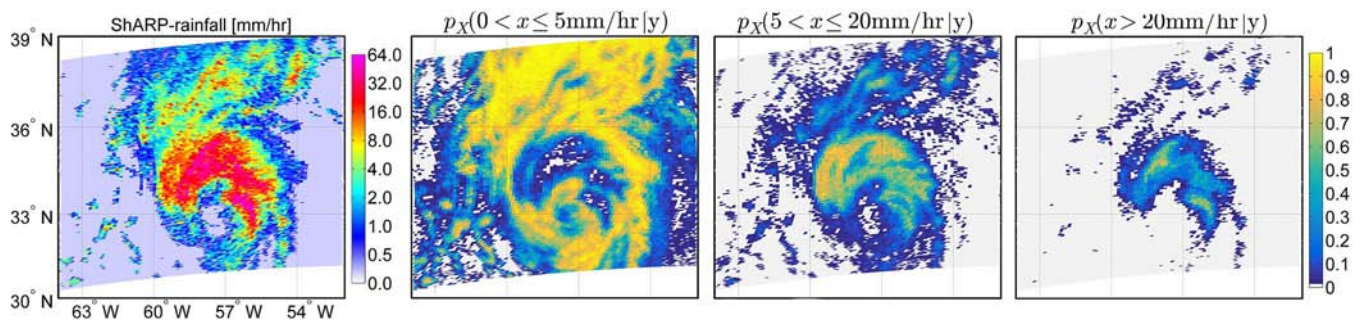 ShARP-rainfall [mm/hr]
p_X(0 < x ≤ 5mm/hr|y)
p_X(5 < x ≤ 20mm/hr|y)
p_X(x > 20mm/hr|y)
39° N
36° N
33° N
30° N
63° W
60° W
57° W
54° W
64.0
32.0
16.0
8.0
4.0
2.0
1.0
0.5
0.0
1
0.9
0.8
0.7
0.6
0.5
0.4
0.3
0.2
0.1
0